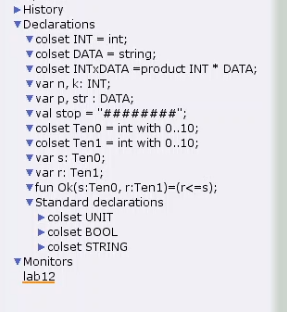 History
Declarations
colset INT = int;
colset DATA = string;
colset INTxDATA =product INT * DATA;
var n, k: INT;
var p, str : DATA;
val stop = "########";
colset Ten0 = int with 0..10;
colset Ten1 = int with 0..10;
var s: Ten0;
var r: Ten1;
fun Ok(s:Ten0, r:Ten1)=(r<=s);
Standard declarations
colset UNIT
colset BOOL
colset STRING
Monitors
lab12